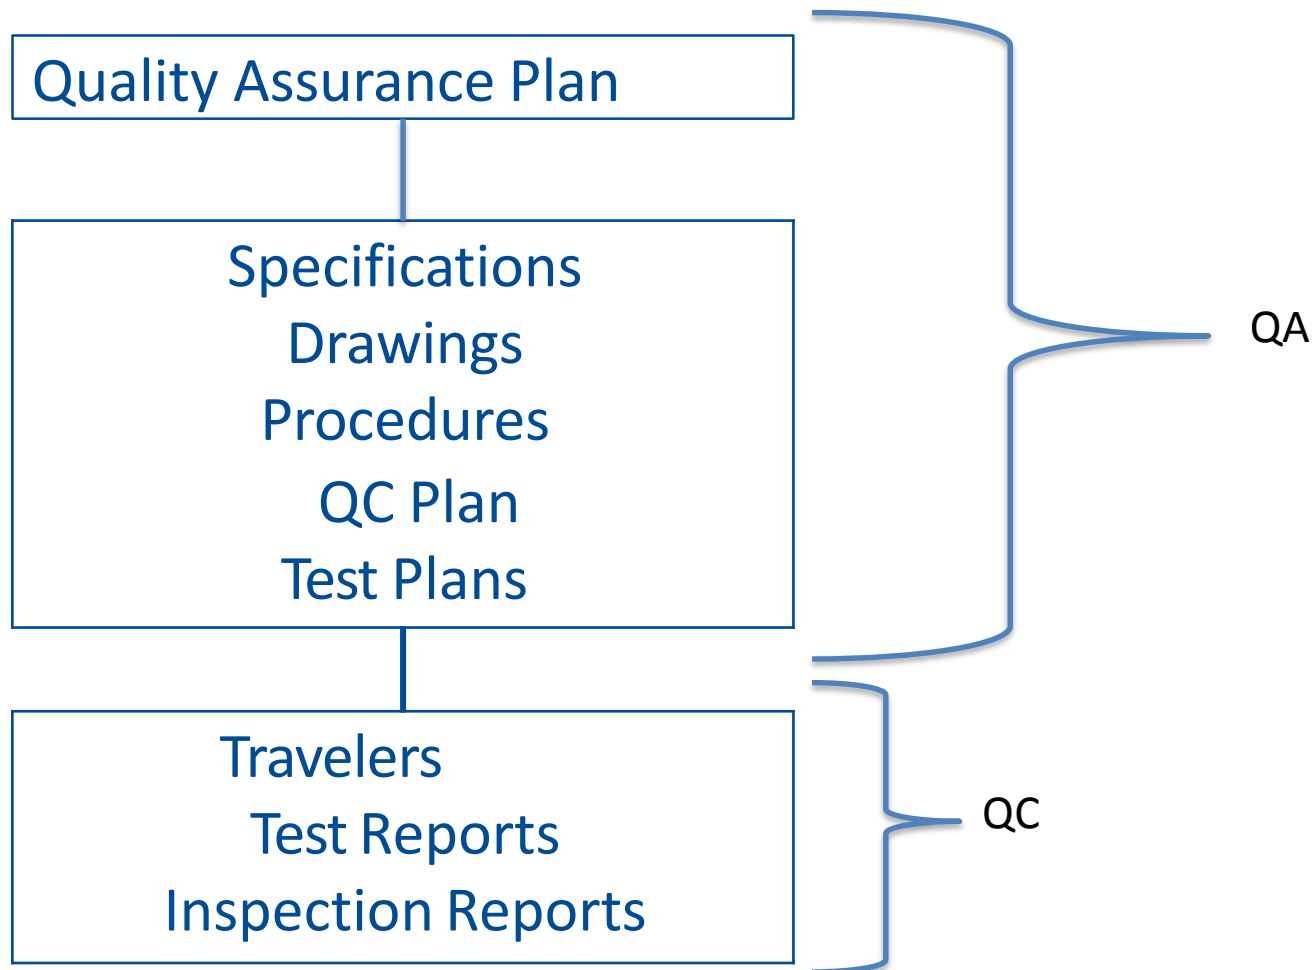 Quality Assurance Plan
Specifications
Drawings
Procedures
QC Plan
Test Plans
QA
Travelers
Test Reports
Inspection Reports
QC